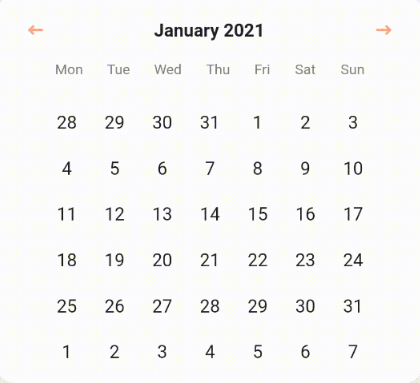 ← January 2021 →
Mon Tue Wed Thu Fri Sat Sun
28 29 30 31 1 2 3
4 5 6 7 8 9 10
11 12 13 14 15 16 17
18 19 20 21 22 23 24
25 26 27 28 29 30 31
1 2 3 4 5 6 7